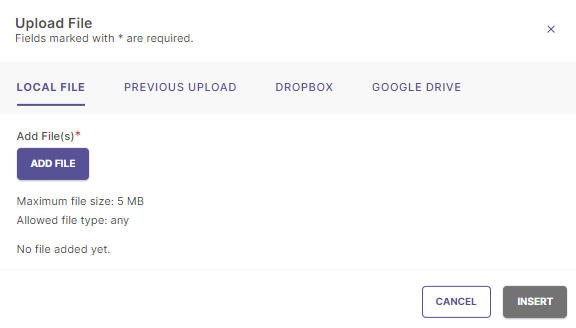 Upload File
Fields marked with * are required.
LOCAL FILE
PREVIOUS UPLOAD
DROPBOX
GOOGLE DRIVE
Add File(s)*
ADD FILE
Maximum file size: 5 MB
Allowed file type: any
No file added yet.
CANCEL
INSERT